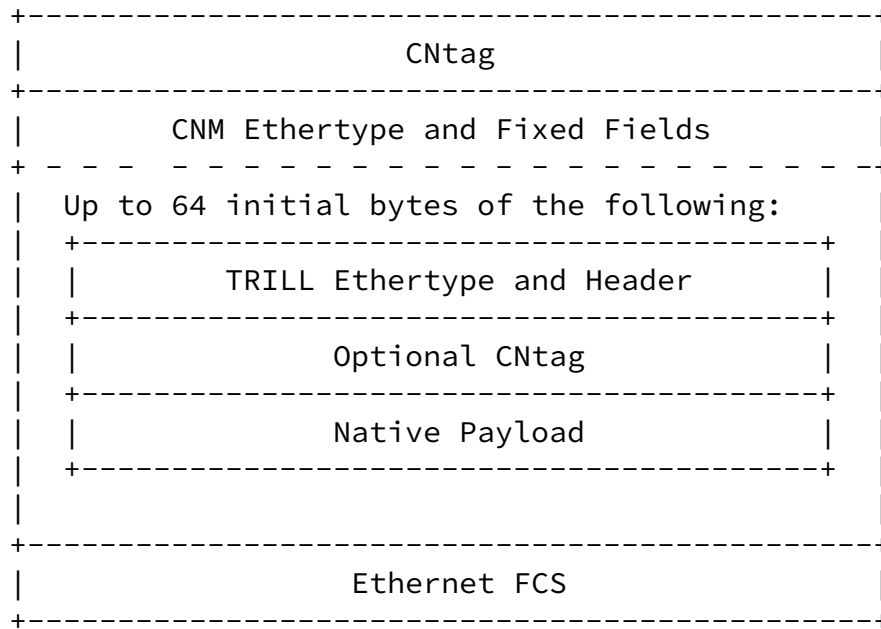 CNtag
CNM Ethertype and Fixed Fields
Up to 64 initial bytes of the following:
TRILL Ethertype and Header
Optional CNtag
Native Payload
Ethernet FCS